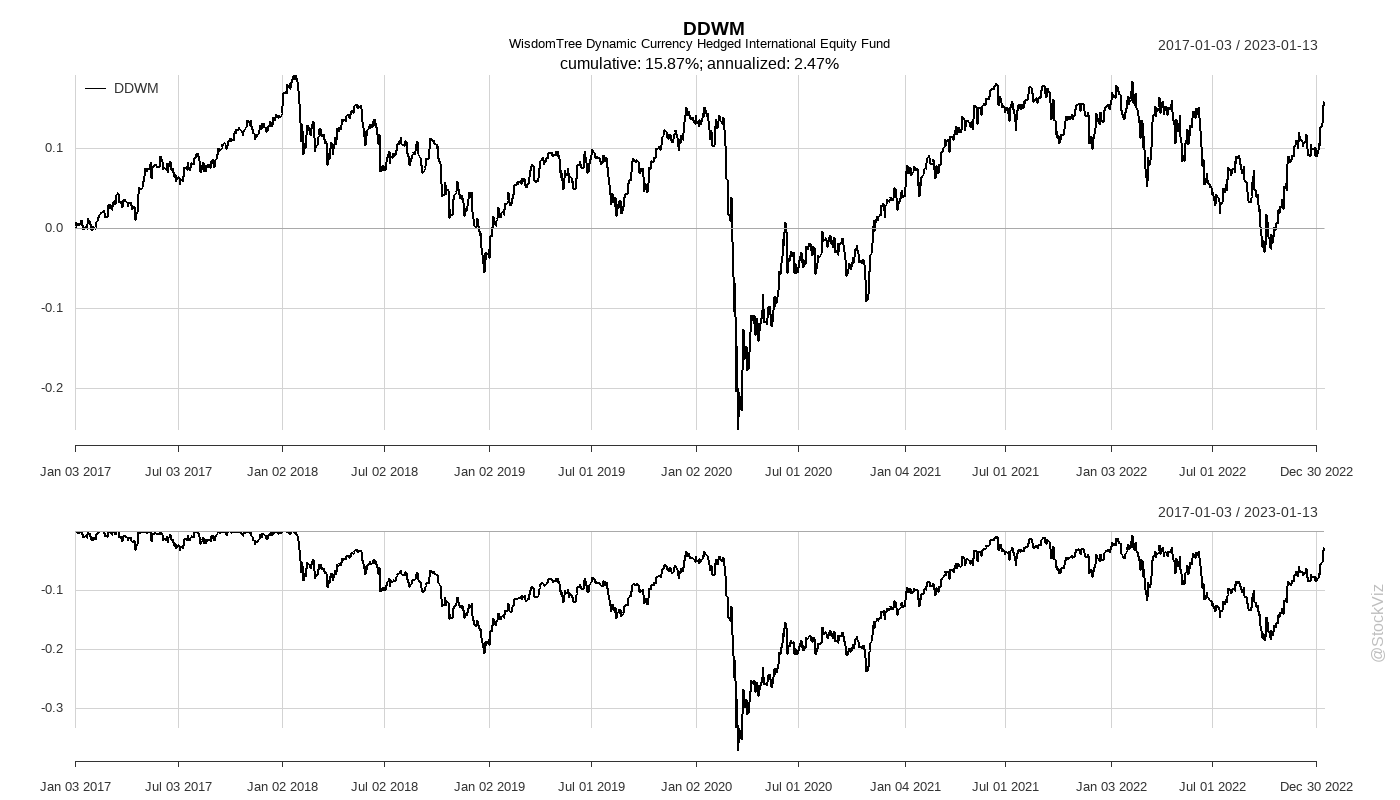 DDWM
WisdomTree Dynamic Currency Hedged International Equity Fund
2017-01-03 / 2023-01-13
cumulative: 15.87%; annualized: 2.47%
DDWM
0.1
0.0
-0.1
-0.2
Jan 03 2017 Jul 03 2017 Jan 02 2018 Jul 02 2018 Jan 02 2019 Jul 01 2019 Jan 02 2020 Jul 01 2020 Jan 04 2021 Jul 01 2021 Jan 03 2022 Jul 01 2022 Dec 30 2022
2017-01-03 / 2023-01-13
-0.1
-0.2
-0.3
Jan 03 2017 Jul 03 2017 Jan 02 2018 Jul 02 2018 Jan 02 2019 Jul 01 2019 Jan 02 2020 Jul 01 2020 Jan 04 2021 Jul 01 2021 Jan 03 2022 Jul 01 2022 Dec 30 2022
@StockViz